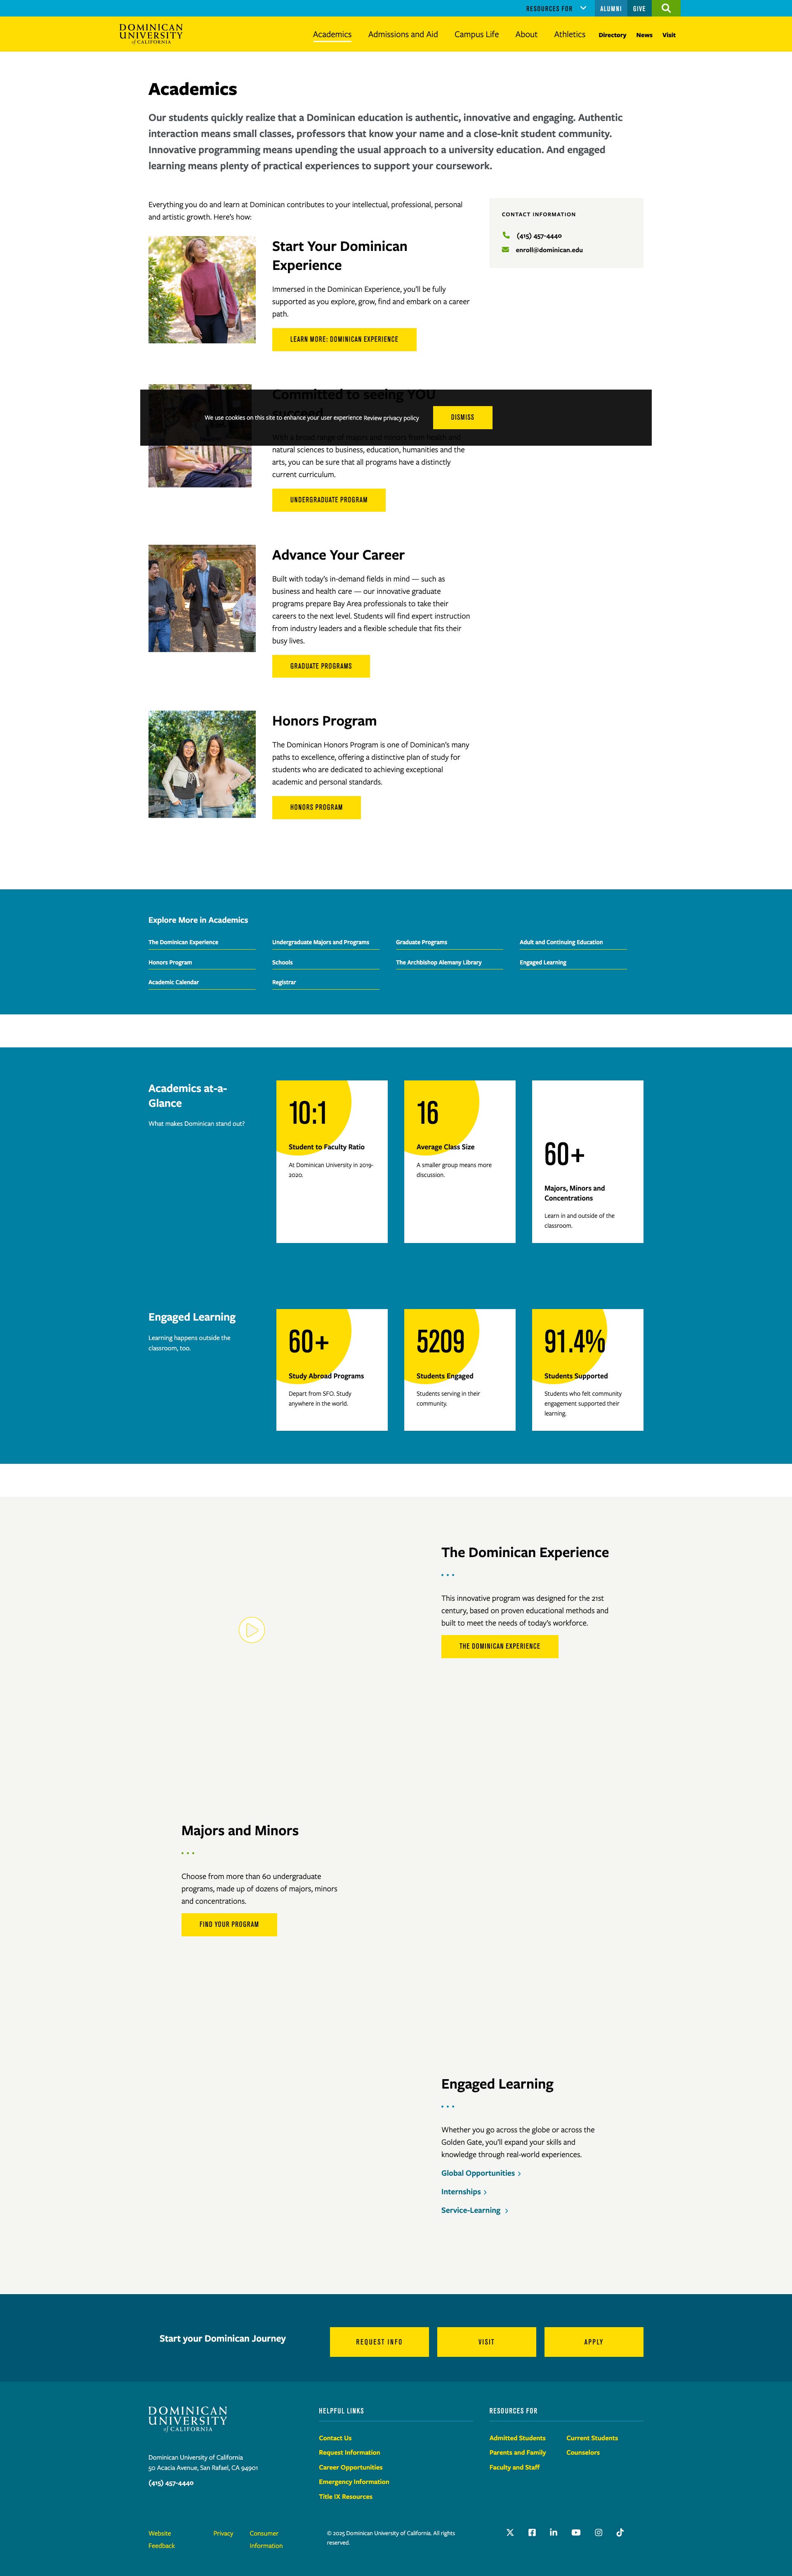 RESOURCES FOR
ALUMNI
GIVE
DOMINICAN
UNIVERSITY
of CALIFORNIA
Academics
Admissions and Aid
Campus Life
About
Athletics
Directory
News
Visit
Academics
Our students quickly realize that a Dominican education is authentic, innovative and engaging. Authentic
interaction means small classes, professors that know your name and a close-knit student community.
Innovative programming means upending the usual approach to a university education. And engaged
learning means plenty of practical experiences to support your coursework.
Everything you do and learn at Dominican contributes to your intellectual, professional, personal
and artistic growth. Here's how:
CONTACT INFORMATION
(415) 457-4440
enroll@dominican.edu
Start Your Dominican
Experience
Immersed in the Dominican Experience, you'll be fully
supported as you explore, grow, find and embark on a career
path.
LEARN MORE: DOMINICAN EXPERIENCE
Committed to seeing YOU
succeed
We use cookies on this site to enhance your user experience Review privacy policy
DISMISS
With a broad range of majors and minors from health and
natural sciences to business, education, humanities and the
arts, you can be sure that all programs have a distinctly
current curriculum.
UNDERGRADUATE PROGRAM
Advance Your Career
Built with today's in-demand fields in mind — such as
business and health care — our innovative graduate
programs prepare Bay Area professionals to take their
careers to the next level. Students will find expert instruction
from industry leaders and a flexible schedule that fits their
busy lives.
GRADUATE PROGRAMS
Honors Program
The Dominican Honors Program is one of Dominican's many
paths to excellence, offering a distinctive plan of study for
students who are dedicated to achieving exceptional
academic and personal standards.
HONORS PROGRAM
Explore More in Academics
The Dominican Experience
Undergraduate Majors and Programs
Graduate Programs
Adult and Continuing Education
Honors Program
Schools
The Archbishop Alemany Library
Engaged Learning
Academic Calendar
Registrar
Academics at-a-
Glance
What makes Dominican stand out?
10:1
Student to Faculty Ratio
At Dominican University in 2019-
2020.
16
Average Class Size
A smaller group means more
discussion.
60+
Majors, Minors and
Concentrations
Learn in and outside of the
classroom.
Engaged Learning
Learning happens outside the
classroom, too.
60+
Study Abroad Programs
Depart from SFO. Study
anywhere in the world.
5209
Students Engaged
Students serving in their
community.
91.4%
Students Supported
Students who felt community
engagement supported their
learning.
The Dominican Experience
This innovative program was designed for the 21st
century, based on proven educational methods and
built to meet the needs of today's workforce.
THE DOMINICAN EXPERIENCE
Majors and Minors
Choose from more than 60 undergraduate
programs, made up of dozens of majors, minors
and concentrations.
FIND YOUR PROGRAM
Engaged Learning
Whether you go across the globe or across the
Golden Gate, you'll expand your skills and
knowledge through real-world experiences.
Global Opportunities
Internships
Service-Learning
Start your Dominican Journey
REQUEST INFO
VISIT
APPLY
DOMINICAN
UNIVERSITY
of CALIFORNIA
Dominican University of California
50 Acacia Avenue, San Rafael, CA 94901
(415) 457-4440
HELPFUL LINKS
Contact Us
Request Information
Career Opportunities
Emergency Information
Title IX Resources
RESOURCES FOR
Admitted Students
Parents and Family
Faculty and Staff
Current Students
Counselors
Website
Feedback
Privacy
Consumer
Information
© 2025 Dominican University of California. All rights
reserved.